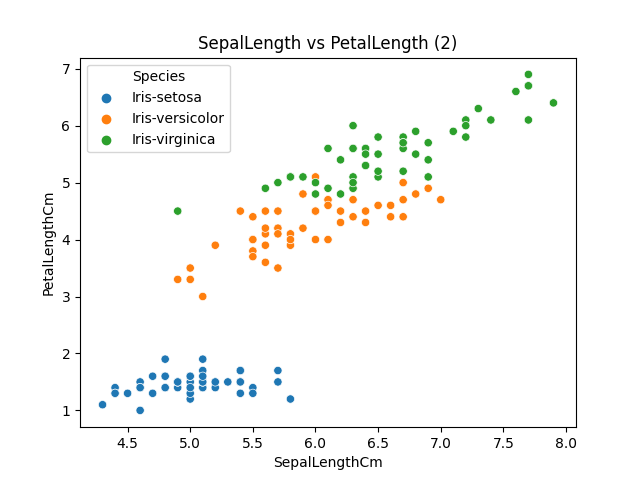 SepalLength vs PetalLength (2)
Species
Iris-setosa
Iris-versicolor
Iris-virginica
PetalLengthCm
7
6
5
4
3
2
1
4.5 5.0 5.5 6.0 6.5 7.0 7.5 8.0
SepalLengthCm